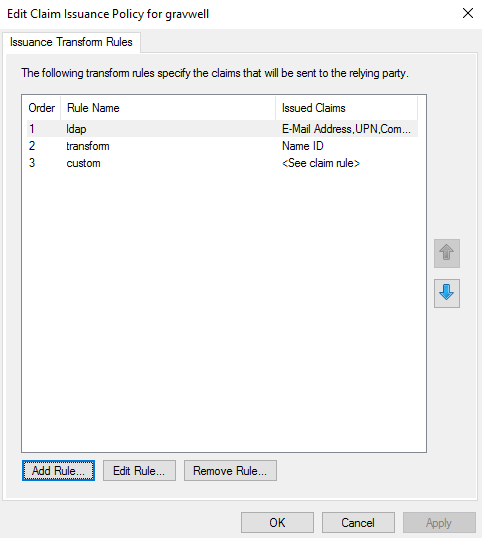 Edit Claim Issuance Policy for gravwell
Issuance Transform Rules
The following transform rules specify the claims that will be sent to the relying party.
Order Rule Name Issued Claims
1 ldap E-Mail Address,UPN,Com...
2 transform Name ID
3 custom <See claim rule>
Add Rule... Edit Rule... Remove Rule...
OK Cancel Apply